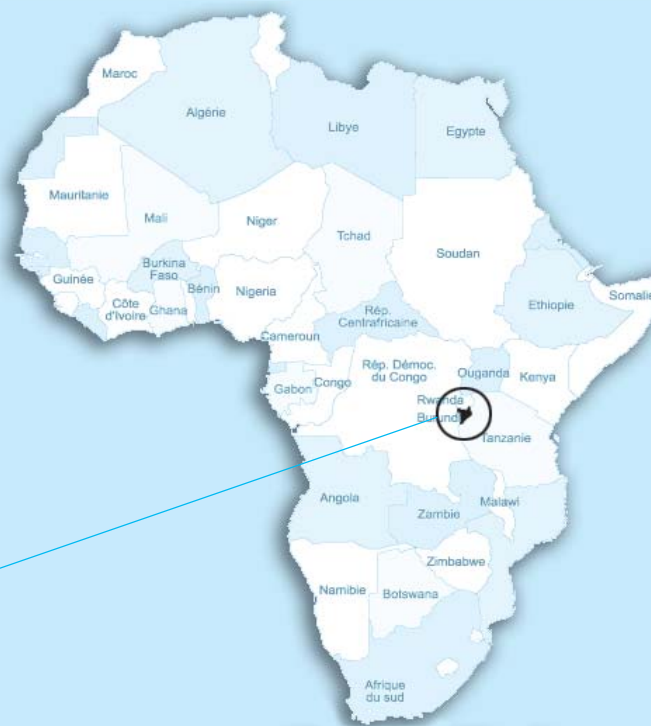 Maroc
Algérie
Libye
Egypte
Mauritanie
Mali
Niger
Tchad
Soudan
Burkina
Faso
Guinée
Bénin
Nigeria
Côte
d'Ivoire
Ghana
Ethiopie
Somalie
Rép.
Centrafricaine
Cameroun
Rép. Démoc.
du Congo
Ouganda
Kenya
Gabon
Congo
Rwanda
Burundi
Tanzanie
Angola
Zambie
Malawi
Zimbabwe
Namibie
Botswana
Afrique
du sud